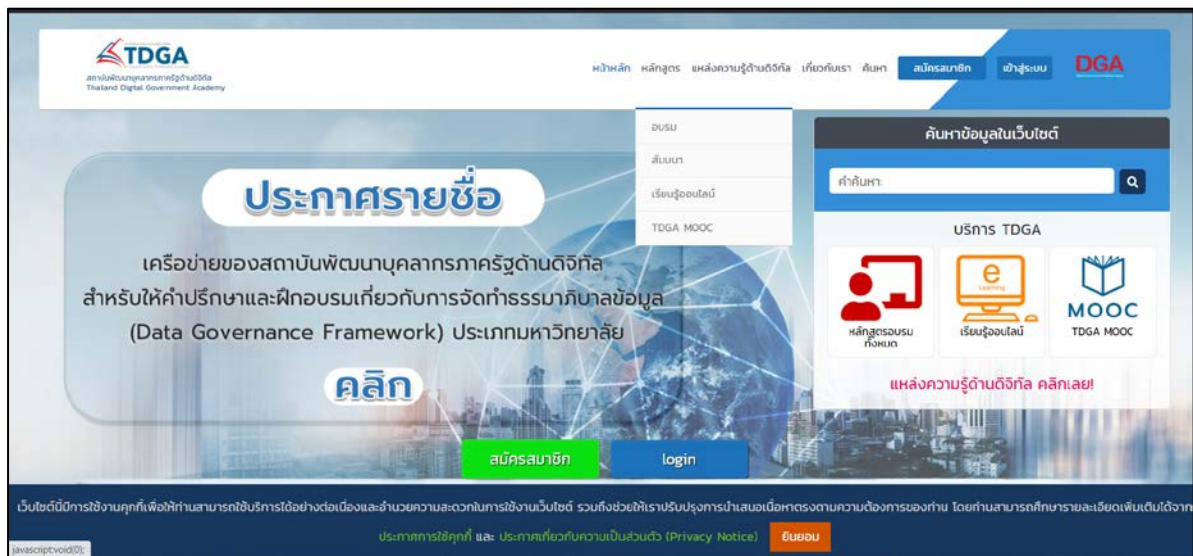 TDGA
สถาบันพัฒนาบุคลากรภาครัฐด้านดิจิทัล
Thailand Digital Government Academy
หน้าหลัก หลักสูตร แหล่งความรู้ด้านดิจิทัล เกี่ยวกับเรา ค้นหา สมัครสมาชิก เข้าสู่ระบบ DGA
อบรม
สัมมนา
เรียนรู้ออนไลน์
TDGA MOOC
ประกาศรายชื่อ
เครือข่ายของสถาบันพัฒนาบุคลากรภาครัฐด้านดิจิทัล
สำหรับให้คำปรึกษาและฝึกอบรมเกี่ยวกับการจัดทำธรรมาภิบาลข้อมูล
(Data Governance Framework) ประเภทมหาวิทยาลัย
คลิก
ค้นหาข้อมูลในเว็บไซต์
คำค้นหา:
บริการ TDGA
หลักสูตรอบรม
ทั้งหมด
e
Learning
เรียนรู้ออนไลน์
MOOC
TDGA MOOC
แหล่งความรู้ด้านดิจิทัล คลิกเลย!
สมัครสมาชิก login
เว็บไซต์นี้มีการใช้งานคุกกี้เพื่อให้ท่านสามารถใช้บริการได้อย่างต่อเนื่องและอำนวยความสะดวกในการใช้งานเว็บไซต์ รวมถึงช่วยให้เราปรับปรุงการนำเสนอเนื้อหาตรงตามความต้องการของท่าน โดยท่านสามารถศึกษารายละเอียดเพิ่มเติมได้จาก
ประกาศการใช้คุกกี้ และ ประกาศเกี่ยวกับความเป็นส่วนตัว (Privacy Notice) ยินยอม
javascript:void(0);